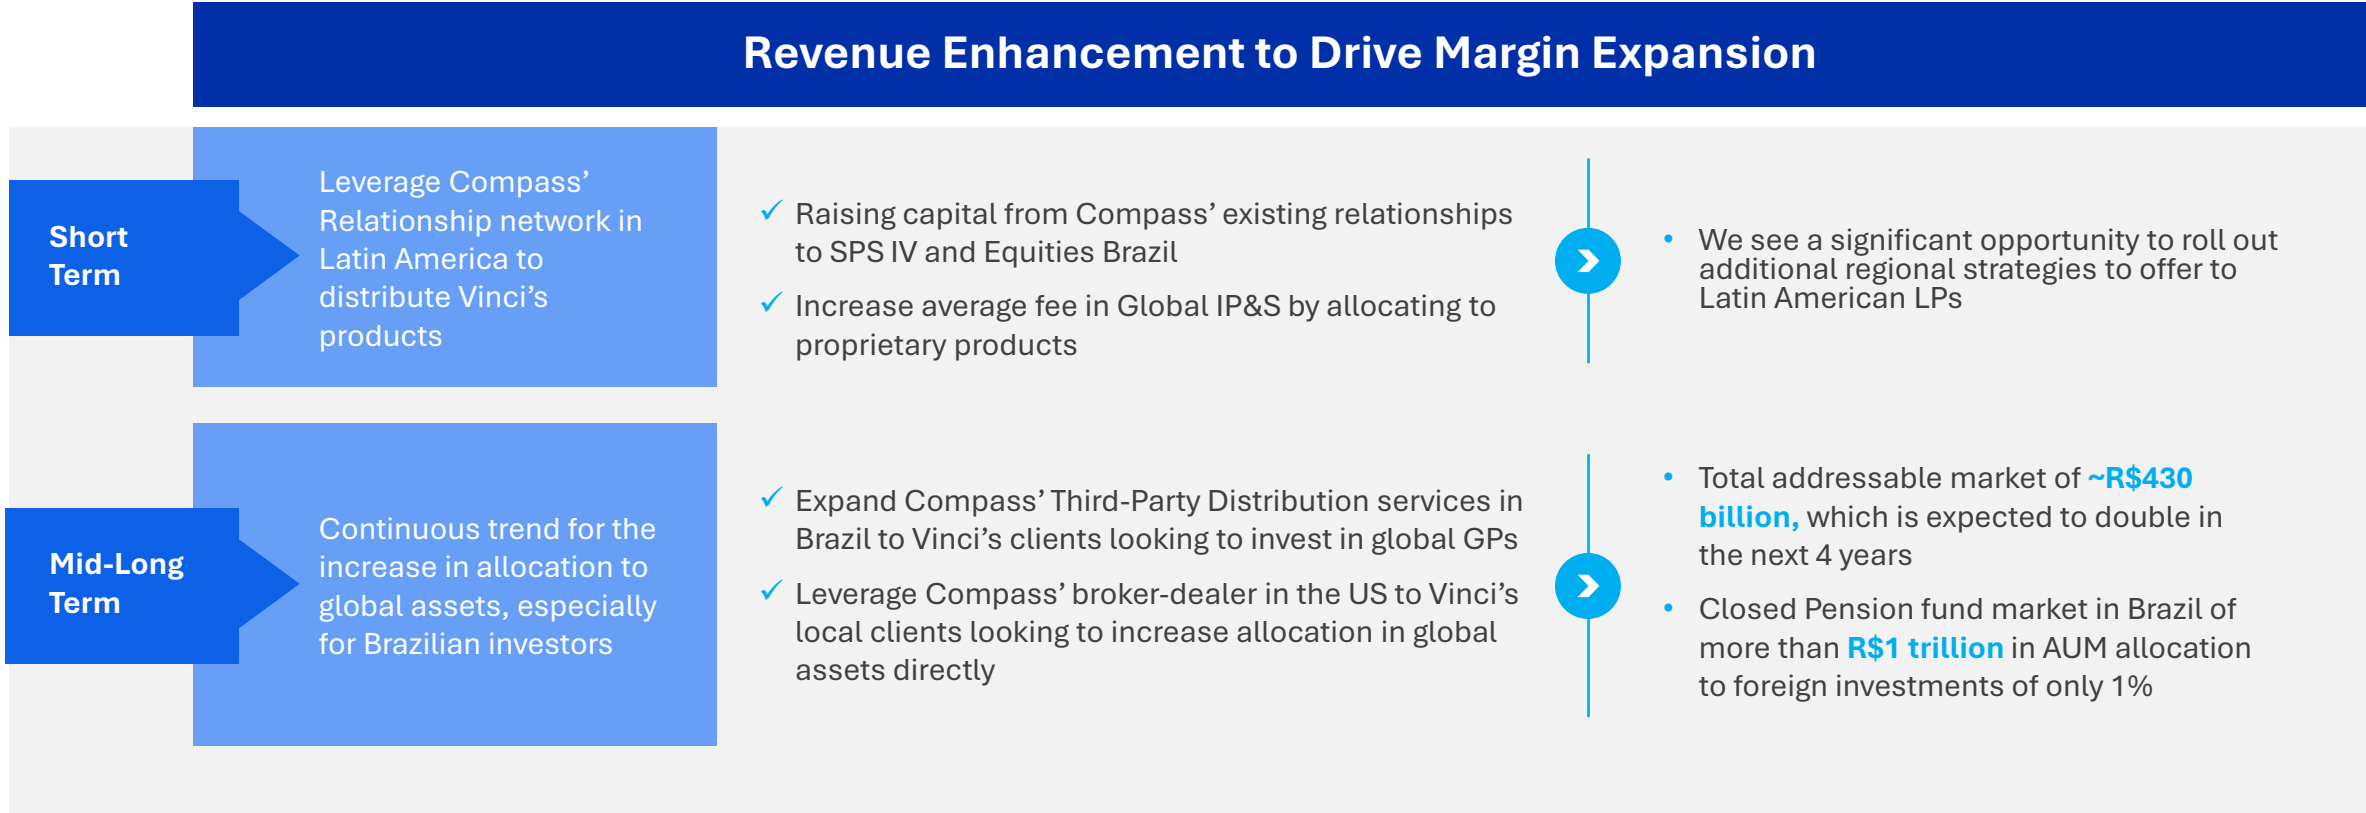 Revenue Enhancement to Drive Margin Expansion
Short
Term
Leverage Compass’
Relationship network in
Latin America to
distribute Vinci’s
products
✓ Raising capital from Compass’ existing relationships
to SPS IV and Equities Brazil
✓ Increase average fee in Global IP&S by allocating to
proprietary products
• We see a significant opportunity to roll out
additional regional strategies to offer to
Latin American LPs
Mid-Long
Term
Continuous trend for the
increase in allocation to
global assets, especially
for Brazilian investors
✓ Expand Compass’ Third-Party Distribution services in
Brazil to Vinci’s clients looking to invest in global GPs
✓ Leverage Compass’ broker-dealer in the US to Vinci’s
local clients looking to increase allocation in global
assets directly
• Total addressable market of ~R$430
billion, which is expected to double in
the next 4 years
• Closed Pension fund market in Brazil of
more than R$1 trillion in AUM allocation
to foreign investments of only 1%